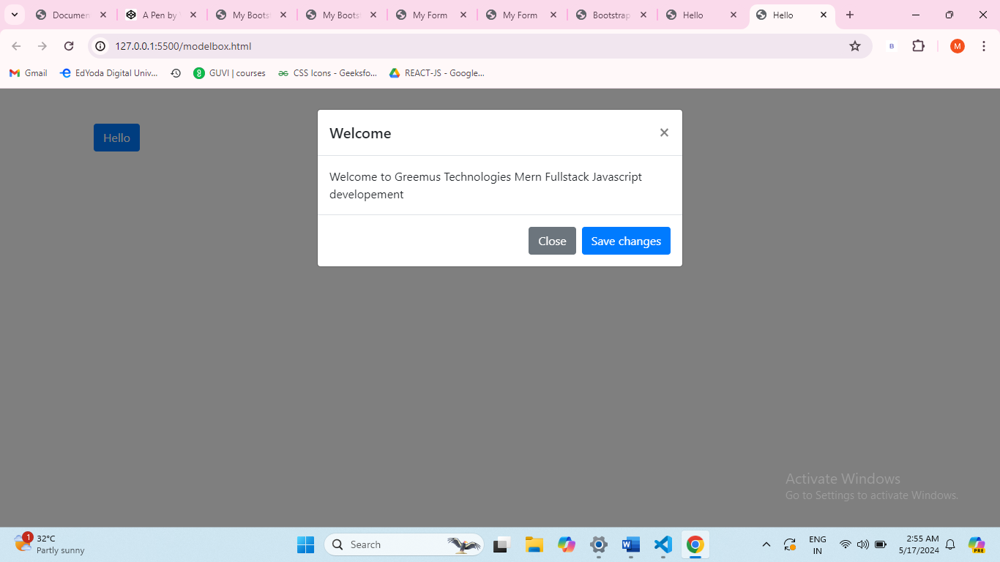 Documen
A Pen by
My Boots
My Boots
My Form
My Form
Bootstrap
Hello
Hello
127.0.0.1:5500/modelbox.html
B
M
Gmail
EdYoda Digital Univ...
GUVI | courses
CSS Icons - Geeksfo...
REACT-JS - Google...
Hello
Welcome
×
Welcome to Greemus Technologies Mern Fullstack Javascript
developement
Close
Save changes
Activate Windows
Go to Settings to activate Windows.
1
32°C
Partly sunny
Search
ENG
IN
2:55 AM
5/17/2024
PRE